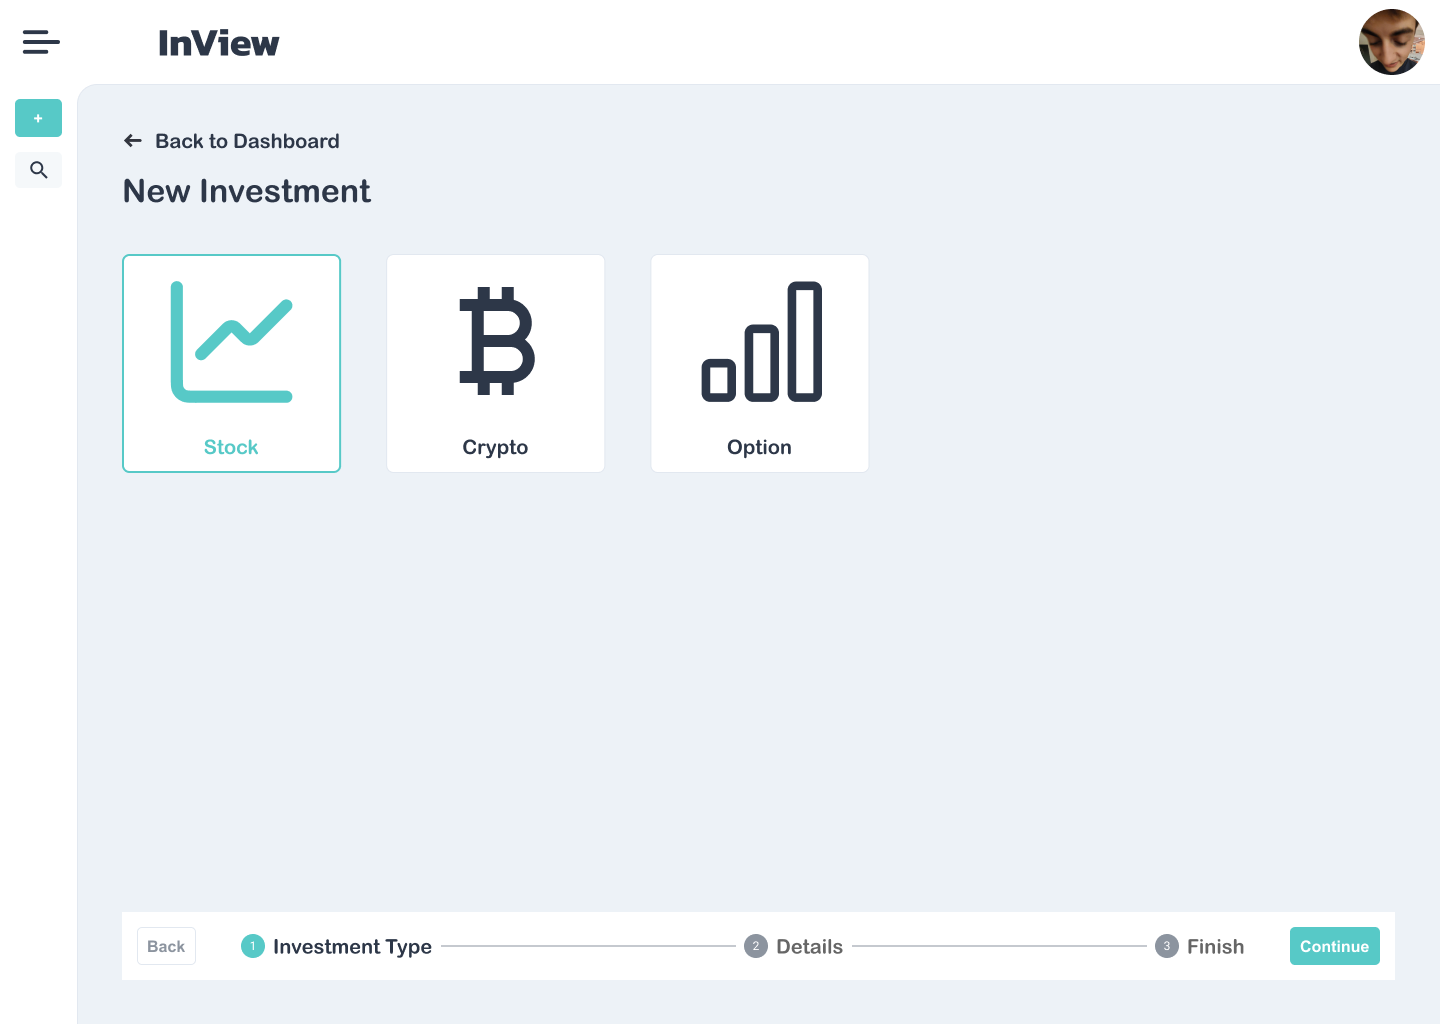 InView
+
Back to Dashboard
New Investment
Stock
Crypto
Option
Back
1 Investment Type
2 Details
3 Finish
Continue